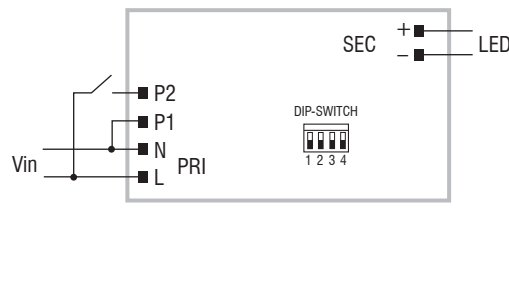 SEC + LED
–
P2
P1
DIP-SWITCH
N
Vin PRI
L
1 2 3 4